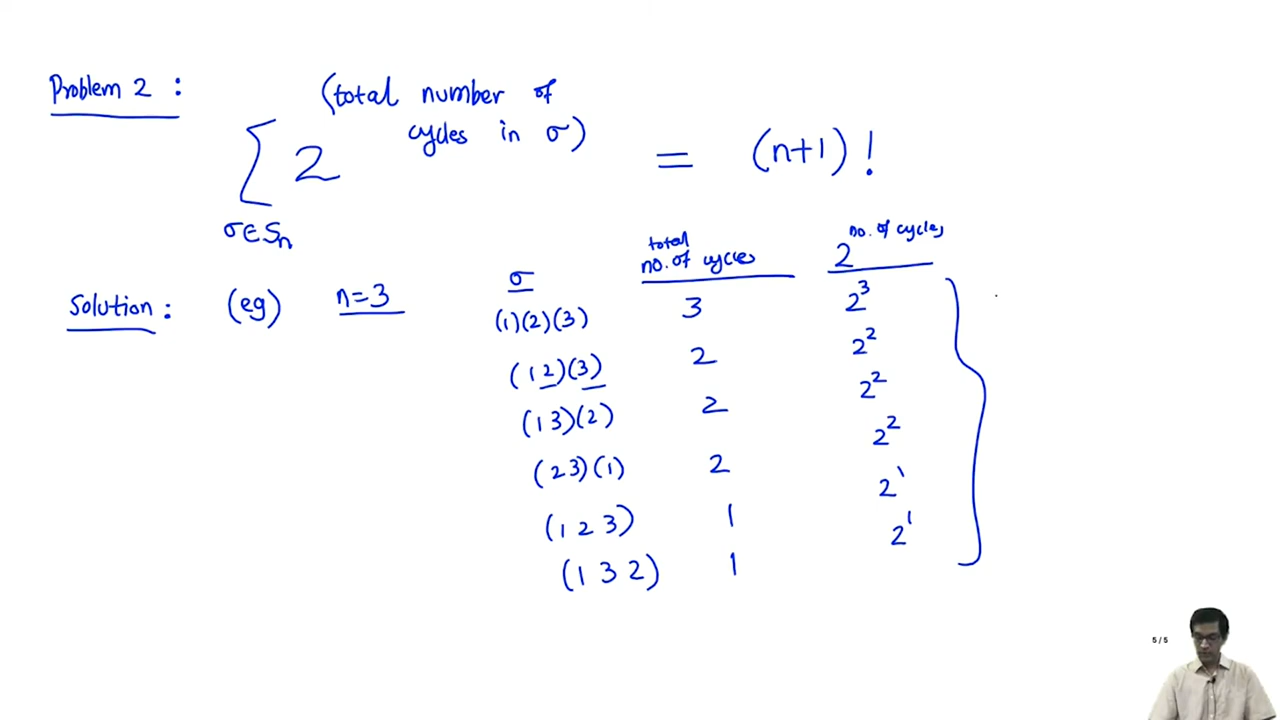 Problem 2 :
(total number of
cycles in σ)
∑ 2 = (n+1)!
σ∈Sn
Solution : (eg) n=3
σ total no. of cycles 2^no. of cycles
(1)(2)(3) 3 2^3
(1 2)(3) 2 2^2
(1 3)(2) 2 2^2
(2 3)(1) 2 2^2
(1 2 3) 1 2^1
(1 3 2) 1 2^1
5 / 5